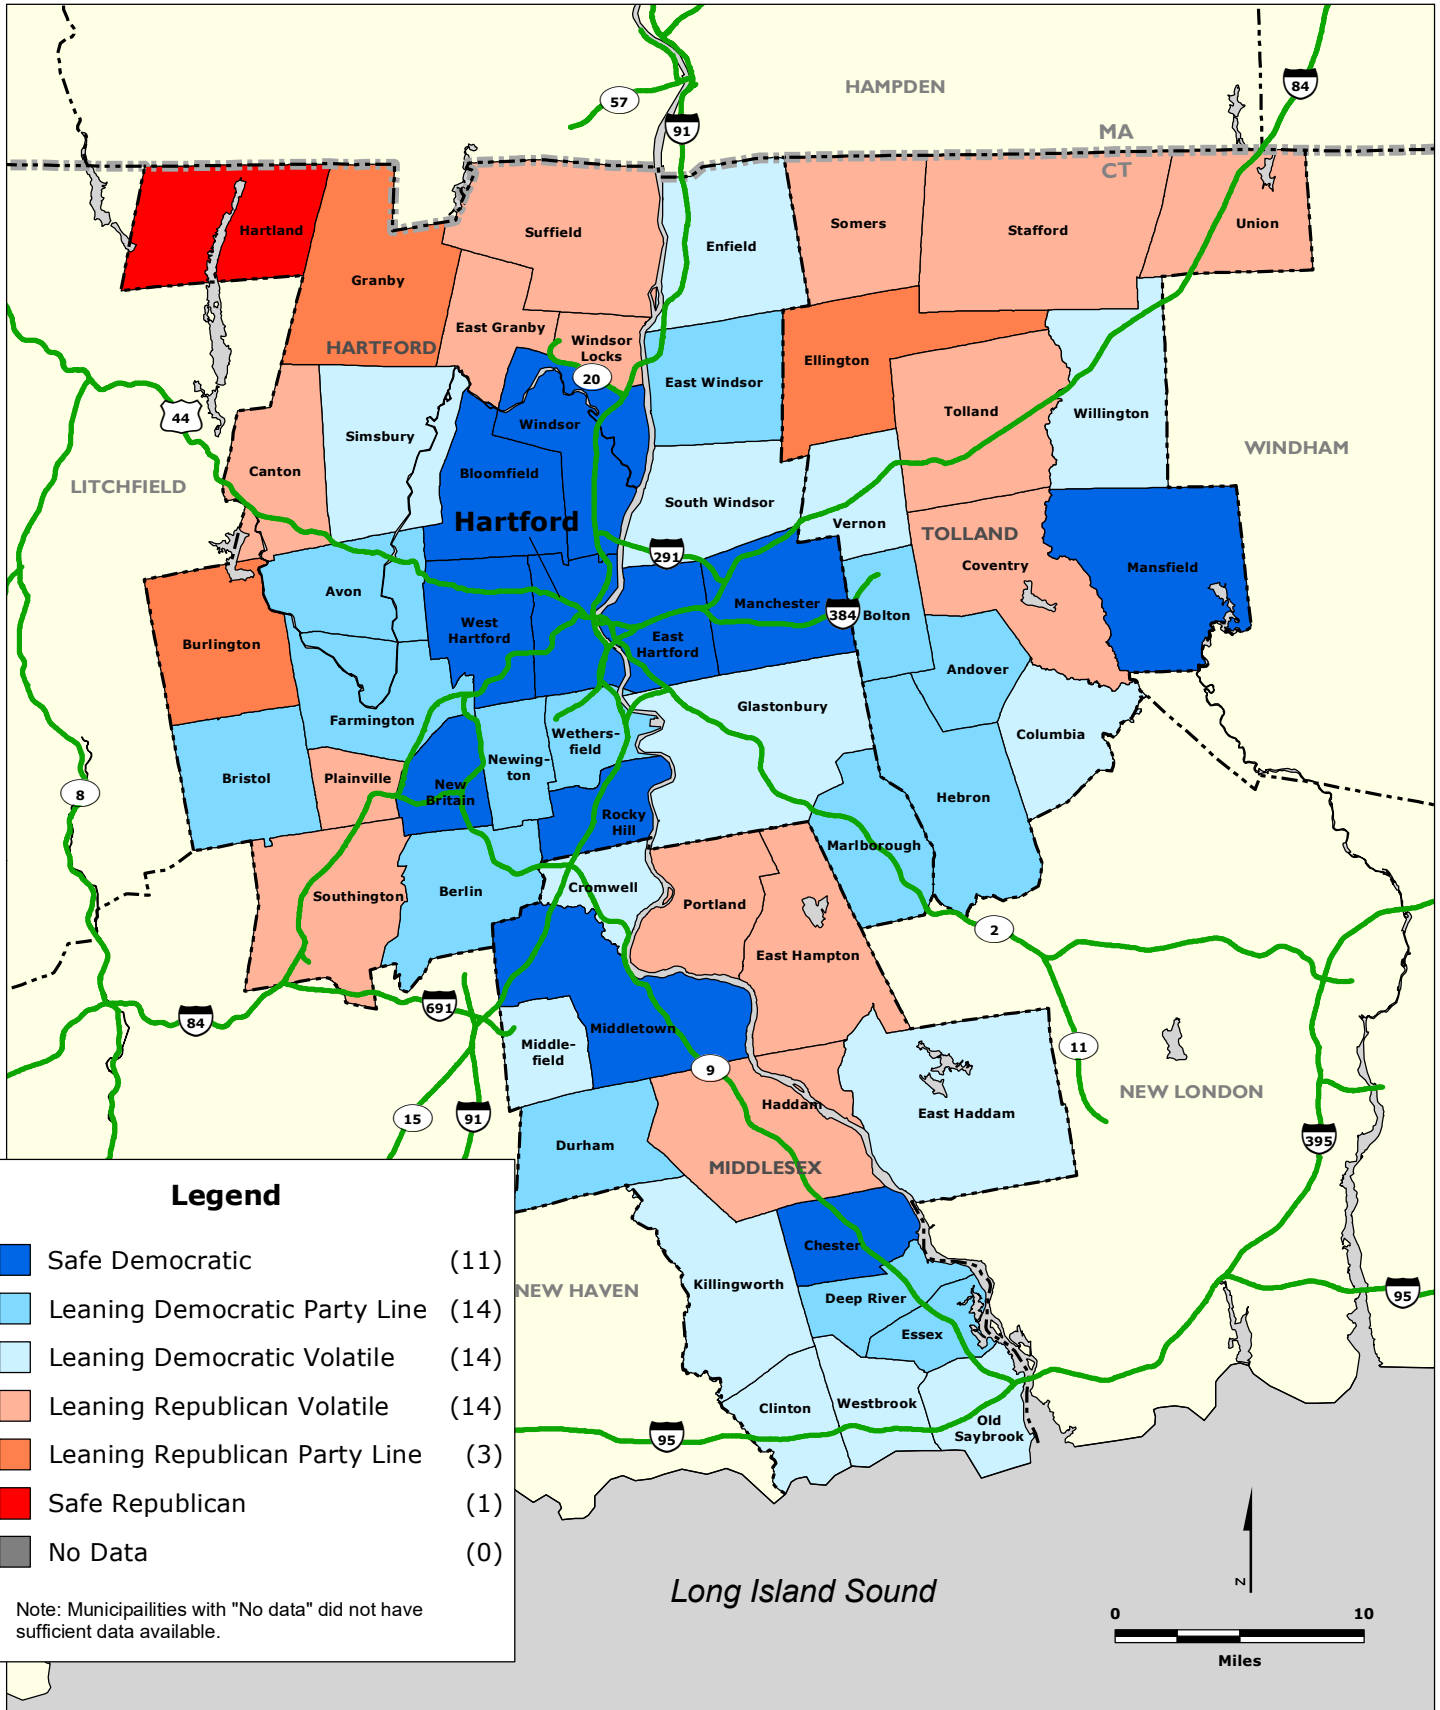 HAMPDEN
84
57
91
MA
CT
Hartland
Suffield
Enfield
Somers
Stafford
Union
Granby
East Granby
Windsor
Locks
HARTFORD
20
East Windsor
Ellington
44
Simsbury
Windsor
Tolland
Willington
Canton
Bloomfield
WINDHAM
LITCHFIELD
South Windsor
Vernon
Hartford
TOLLAND
291
Coventry
Mansfield
Avon
Manchester
384
Bolton
West
Hartford
East
Hartford
Burlington
Andover
Farmington
Glastonbury
Columbia
Wethers-
field
Newing-
ton
Bristol
Plainville
New
Britain
8
Hebron
Rocky
Hill
Marlborough
Southington
Berlin
Cromwell
Portland
2
East Hampton
691
84
Middletown
Middle-
field
11
9
NEW LONDON
15
91
Haddam
East Haddam
395
Durham
MIDDLESEX
Chester
NEW HAVEN
Killingworth
Deep River
Essex
95
Clinton
Westbrook
Old
Saybrook
95
Legend
Safe Democratic (11)
Leaning Democratic Party Line (14)
Leaning Democratic Volatile (14)
Leaning Republican Volatile (14)
Leaning Republican Party Line (3)
Safe Republican (1)
No Data (0)
Note: Municipailities with "No data" did not have
sufficient data available.
Long Island Sound
N
0 10
Miles